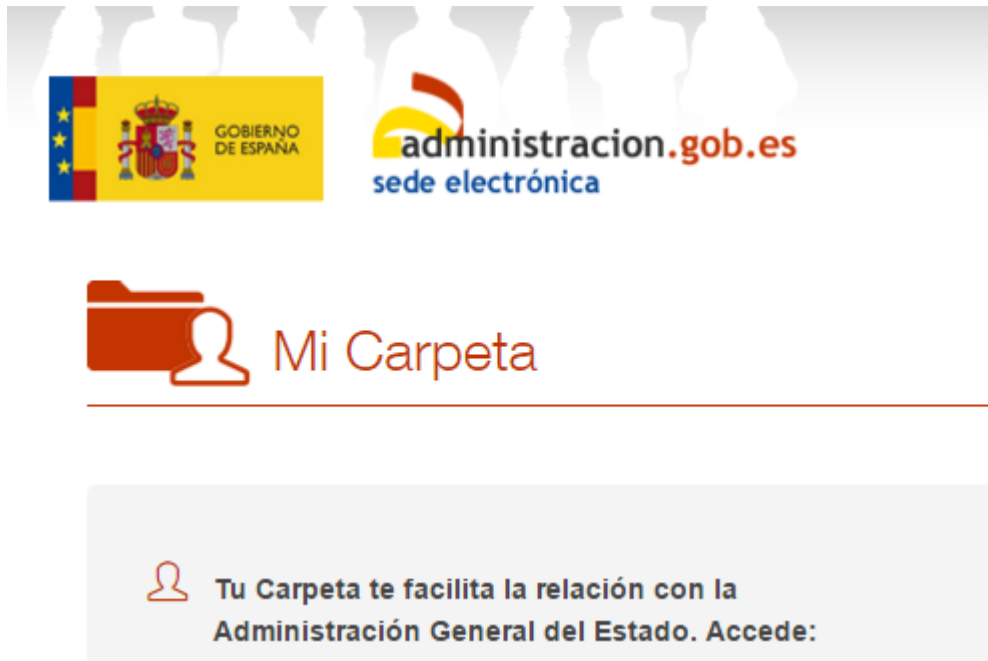 GOBIERNO
DE ESPAÑA
administracion.gob.es
sede electrónica
Mi Carpeta
Tu Carpeta te facilita la relación con la
Administración General del Estado. Accede: